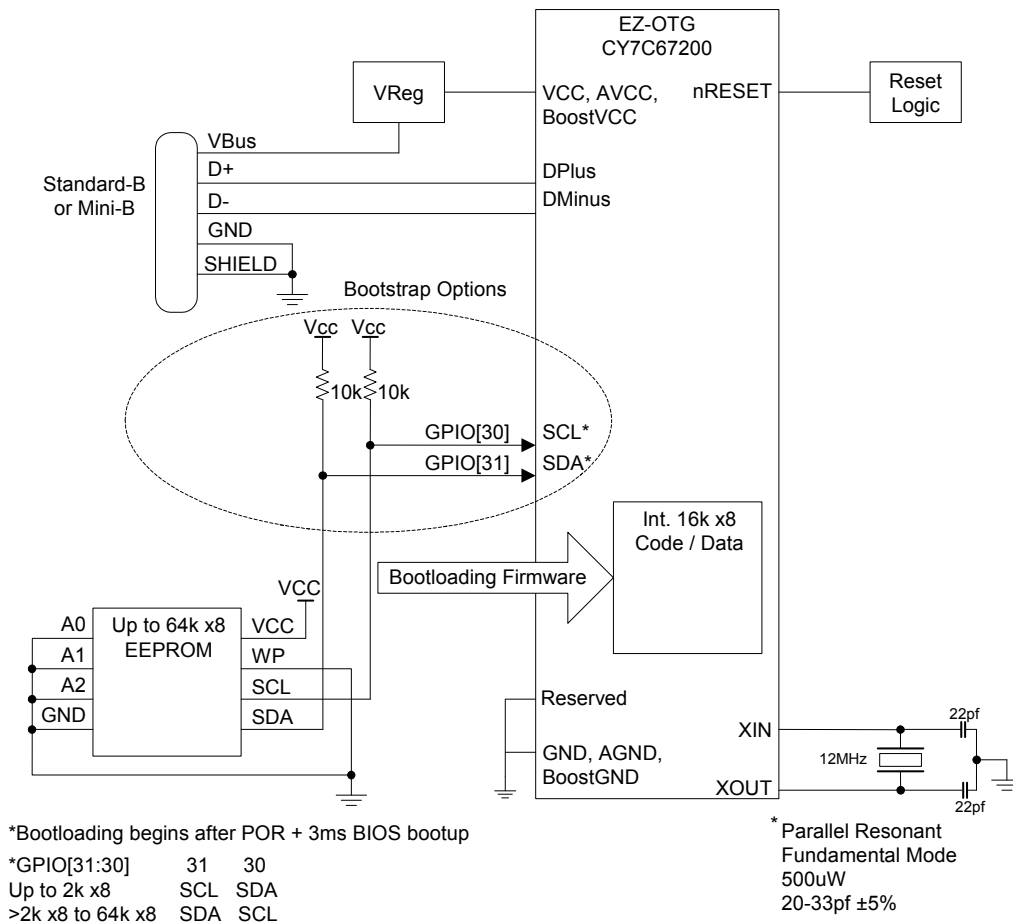 EZ-OTG
CY7C67200
VReg
VCC, AVCC,
BoostVCC
nRESET
Reset
Logic
Standard-B
or Mini-B
VBus
D+
D-
GND
SHIELD
DPlus
DMinus
Bootstrap Options
Vcc Vcc
10k 10k
GPIO[30] SCL*
GPIO[31] SDA*
Int. 16k x8
Code / Data
Bootloading Firmware
VCC
A0
A1
A2
GND
Up to 64k x8
EEPROM
VCC
WP
SCL
SDA
Reserved
GND, AGND,
BoostGND
XIN
XOUT
22pf
12MHz
22pf
*Bootloading begins after POR + 3ms BIOS bootup
*GPIO[31:30] 31 30
Up to 2k x8 SCL SDA
>2k x8 to 64k x8 SDA SCL
* Parallel Resonant
Fundamental Mode
500uW
20-33pf ±5%